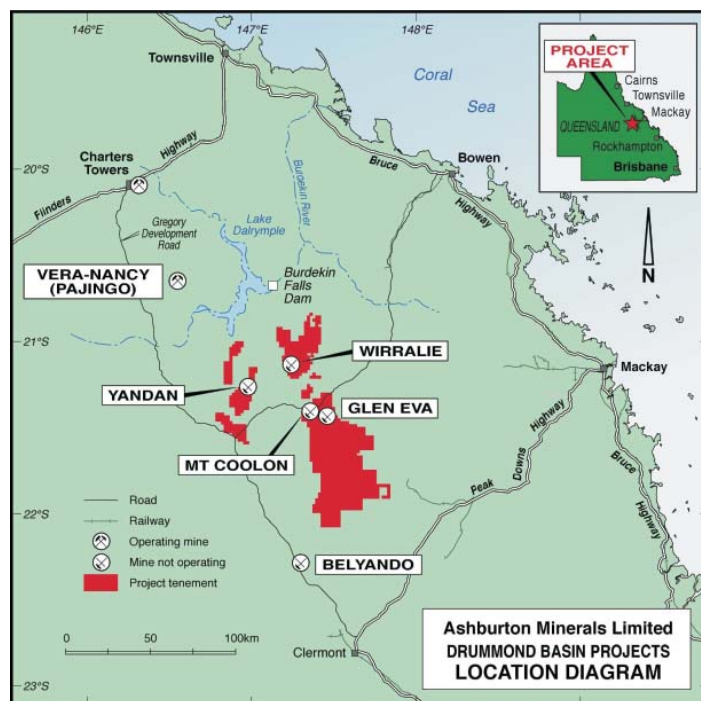 146°E
147°E
148°E
Townsville
Coral
Sea
PROJECT
AREA
Cairns
Townsville
Mackay
QUEENSLAND
Rockhampton
Brisbane
20°S
Charters
Towers
Highway
Flinders
Bruce
Bowen
Highway
Burdekin River
Gregory
Development
Road
Lake
Dalrymple
N
VERA-NANCY
(PAJINGO)
Burdekin
Falls
Dam
21°S
WIRRALIE
Mackay
YANDAN
GLEN EVA
MT COOLON
Highway
Downs
Peak
Bruce
Highway
22°S
Road
Railway
Operating mine
Mine not operating
Project tenement
BELYANDO
0 50 100km
Clermont
Ashburton Minerals Limited
DRUMMOND BASIN PROJECTS
LOCATION DIAGRAM
23°S